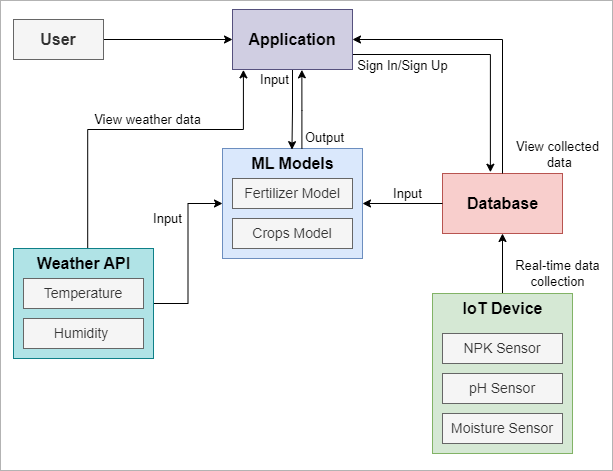 User
Application
Input
Sign In/Sign Up
View weather data
Output
View collected
data
ML Models
Fertilizer Model
Crops Model
Input
Input
Database
Weather API
Temperature
Humidity
Real-time data
collection
IoT Device
NPK Sensor
pH Sensor
Moisture Sensor